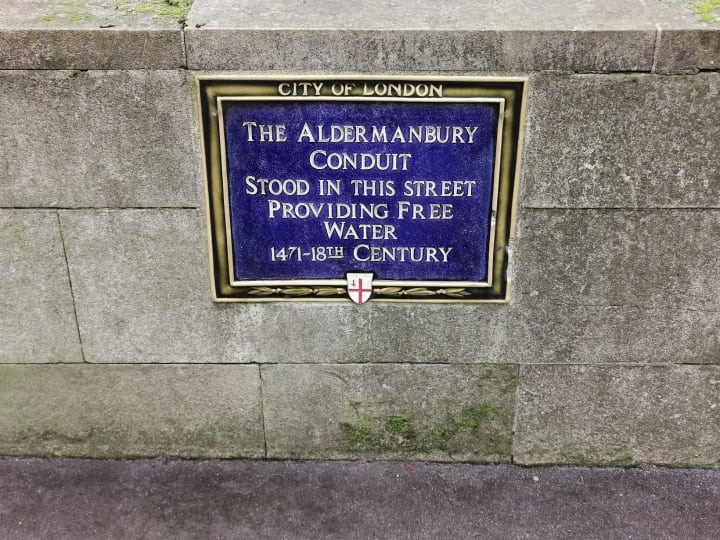 CITY OF LONDON
THE ALDERMANBURY
CONDUIT
STOOD IN THIS STREET
PROVIDING FREE
WATER
1471-18TH CENTURY